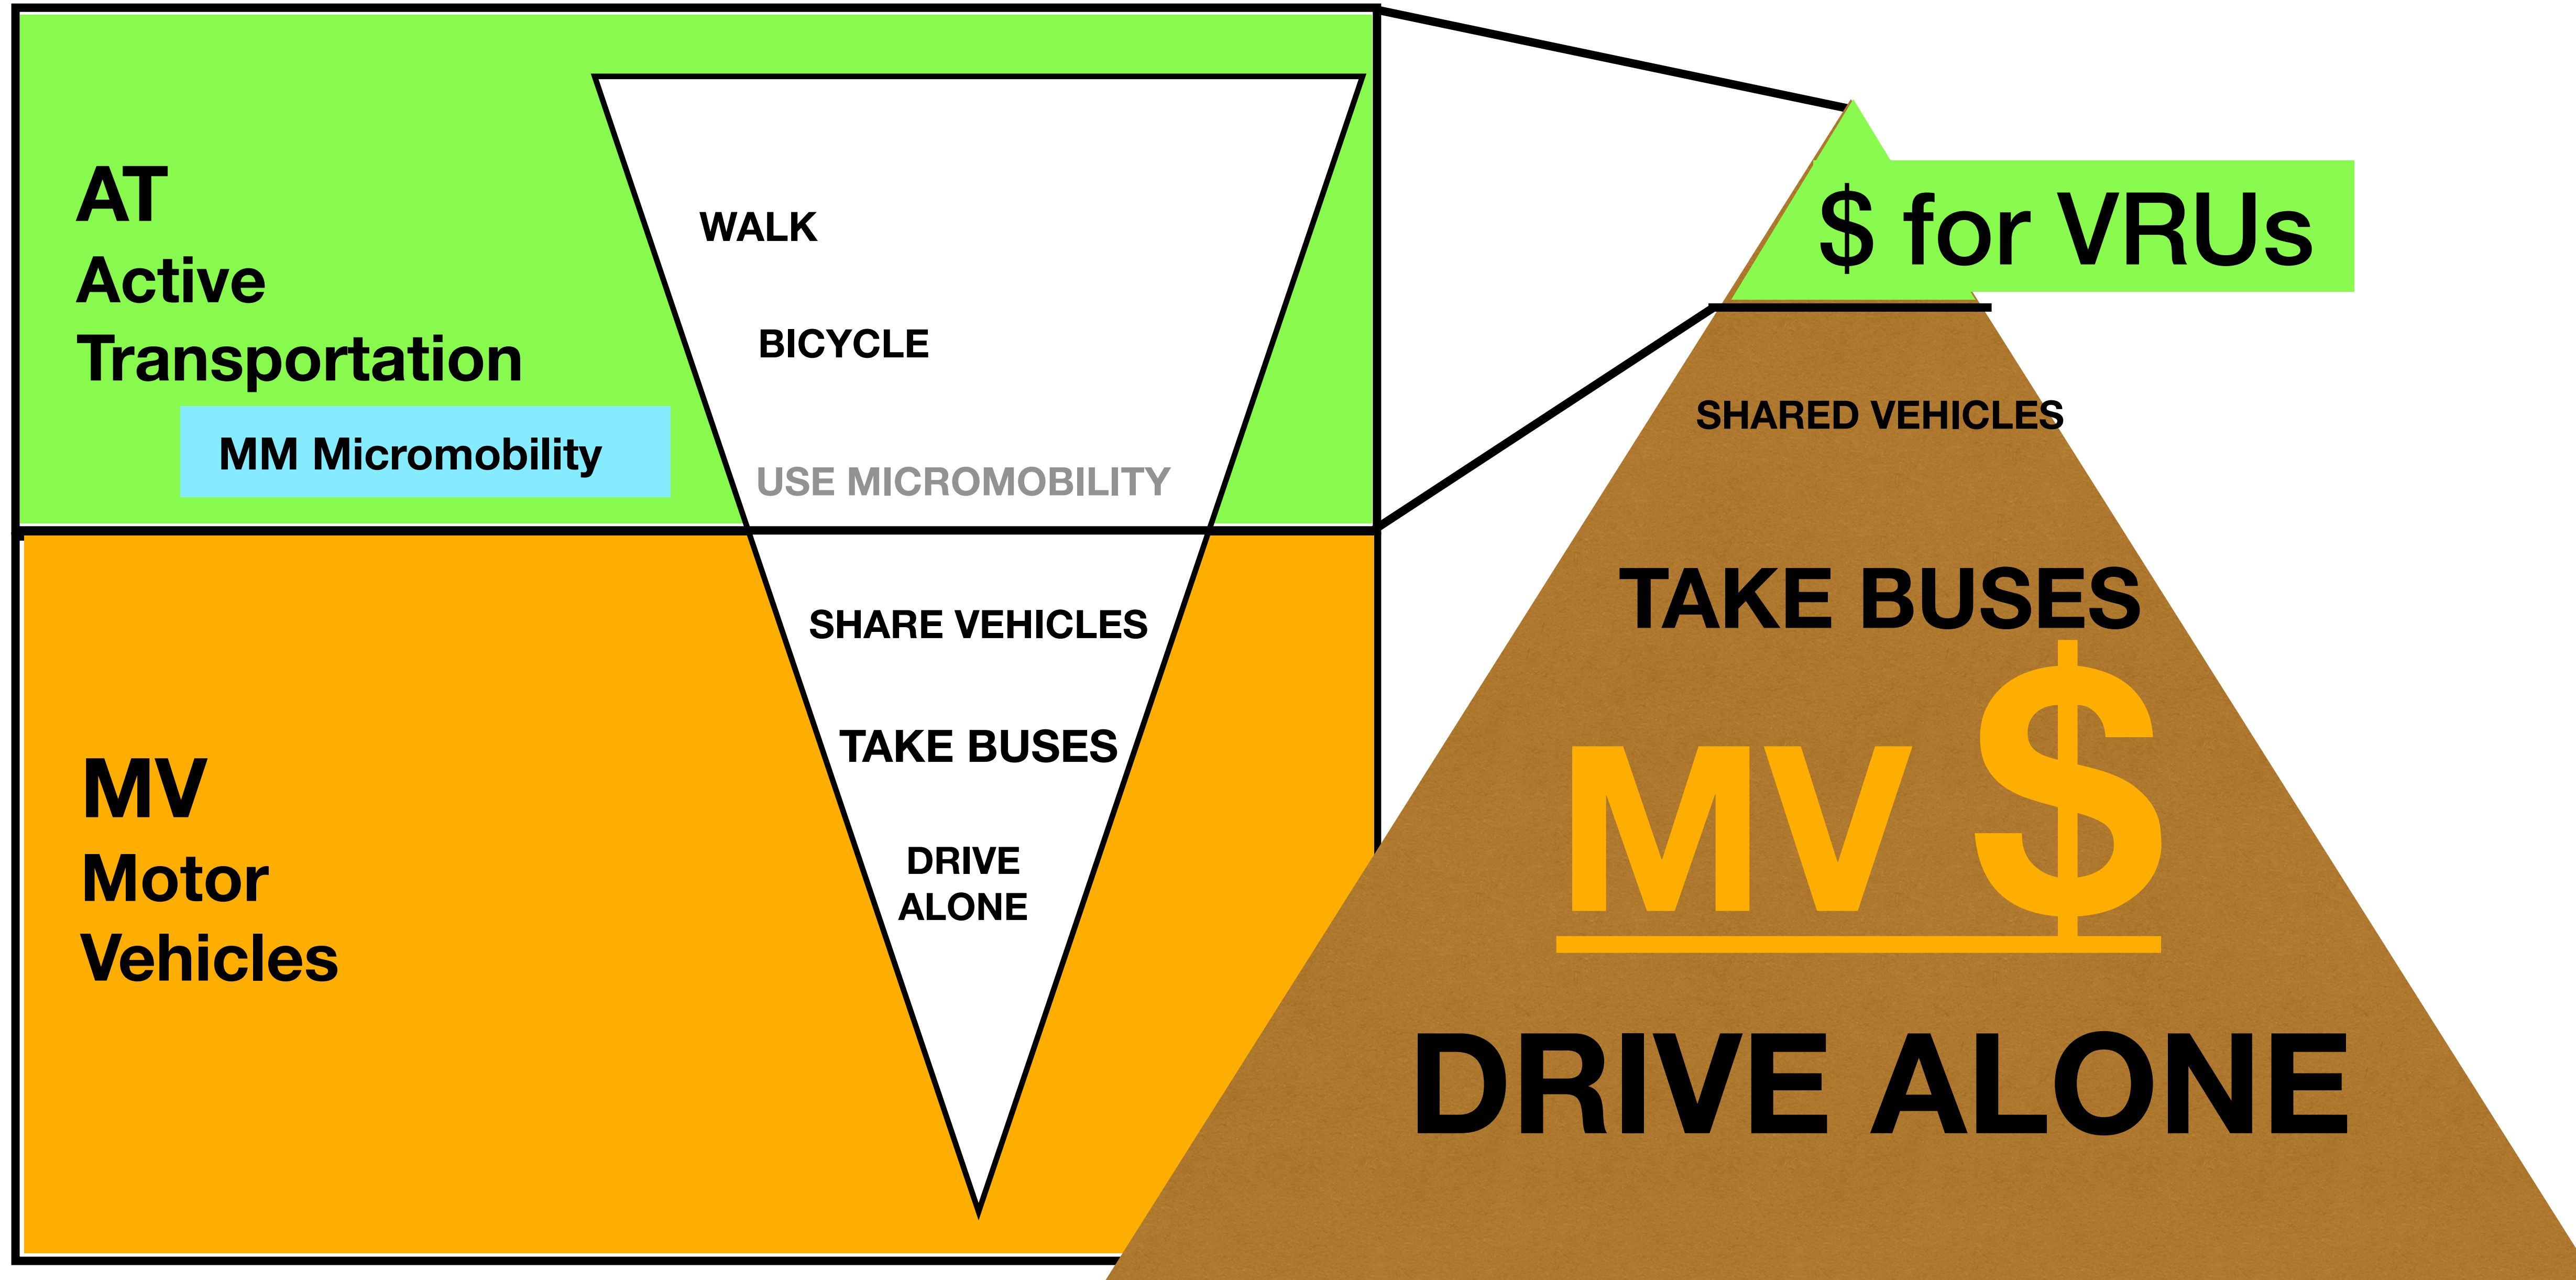 AT
Active
Transportation
MM Micromobility
WALK
BICYCLE
USE MICROMOBILITY
MV
Motor
Vehicles
SHARE VEHICLES
TAKE BUSES
DRIVE
ALONE
$ for VRUs
SHARED VEHICLES
TAKE BUSES
MV $
DRIVE ALONE